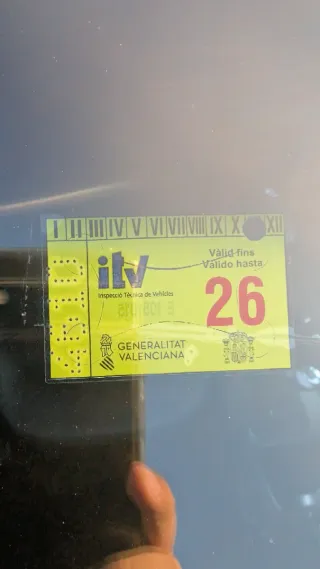 I II III IV V VI VII VIII IX X XII
itv
Inspecció Tècnica de Vehicles
Vàlid fins
Válido hasta
26
GENERALITAT
VALENCIANA